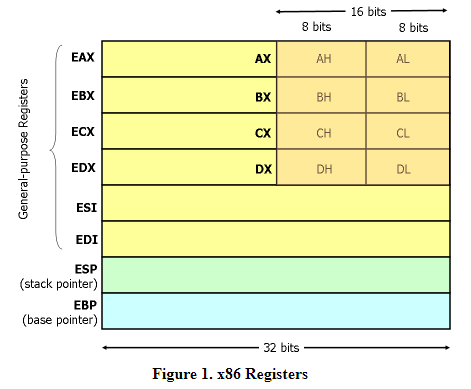 16 bits
8 bits 8 bits
General-purpose Registers
EAX AX AH AL
EBX BX BH BL
ECX CX CH CL
EDX DX DH DL
ESI
EDI
ESP
(stack pointer)
EBP
(base pointer)
32 bits
Figure 1. x86 Registers